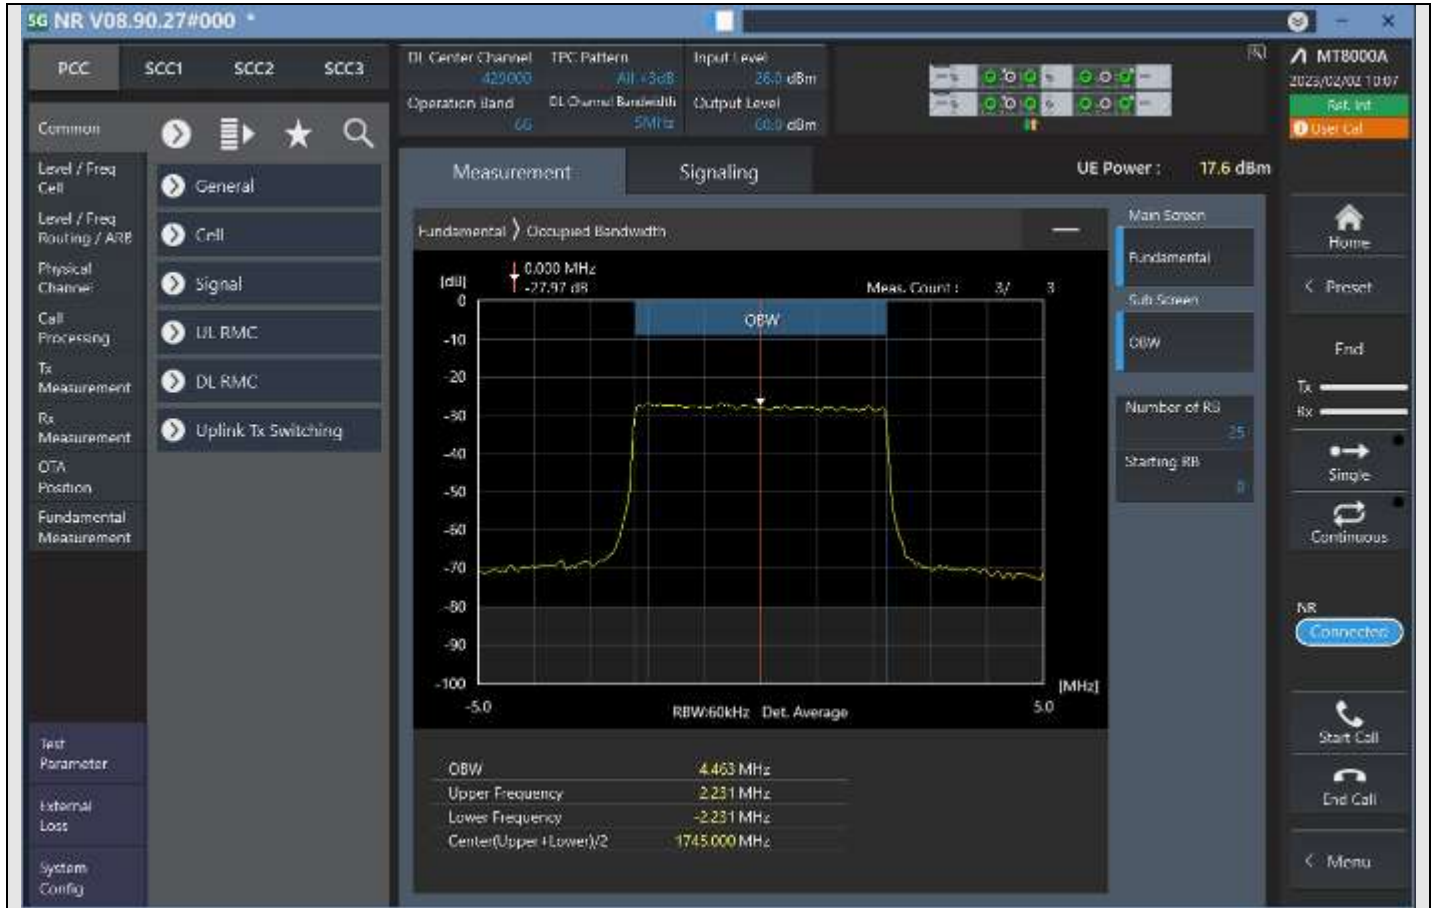 5G NR V08.90.27#000 *
PCC SCC1 SCC2 SCC3
DL Center Channel 429000
TPC Pattern All +3dB
Input Level 26.0 dBm
Operation Band 66
DL Channel Bandwidth 5MHz
Output Level dBm
MT8000A
2023/02/02 10:07
Ref. Int
User Cal
Common
Level / Freq
Cell
Level / Freq
Routing / ARB
Physical
Channel
Call
Processing
Tx
Measurement
Rx
Measurement
OTA
Position
Fundamental
Measurement
Test
Parameter
External
Loss
System
Config
General
Cell
Signal
UL RMC
DL RMC
Uplink Tx Switching
Measurement Signaling
UE Power : 17.6 dBm
Fundamental Occupied Bandwidth
[dB]
0.000 MHz
-27.97 dB
Meas. Count : 3/ 3
OBW
0
-10
-20
-30
-40
-50
-60
-70
-80
-90
-100
[MHz]
-5.0 5.0
RBW:60kHz Det. Average
OBW 4.463 MHz
Upper Frequency 2.231 MHz
Lower Frequency -2.231 MHz
Center(Upper+Lower)/2 1745.000 MHz
Main Screen
Fundamental
Sub Screen
OBW
Number of RB
25
Starting RB
0
Home
< Preset
End
Tx
Rx
Single
Continuous
NR
Connected
Start Call
End Call
< Menu